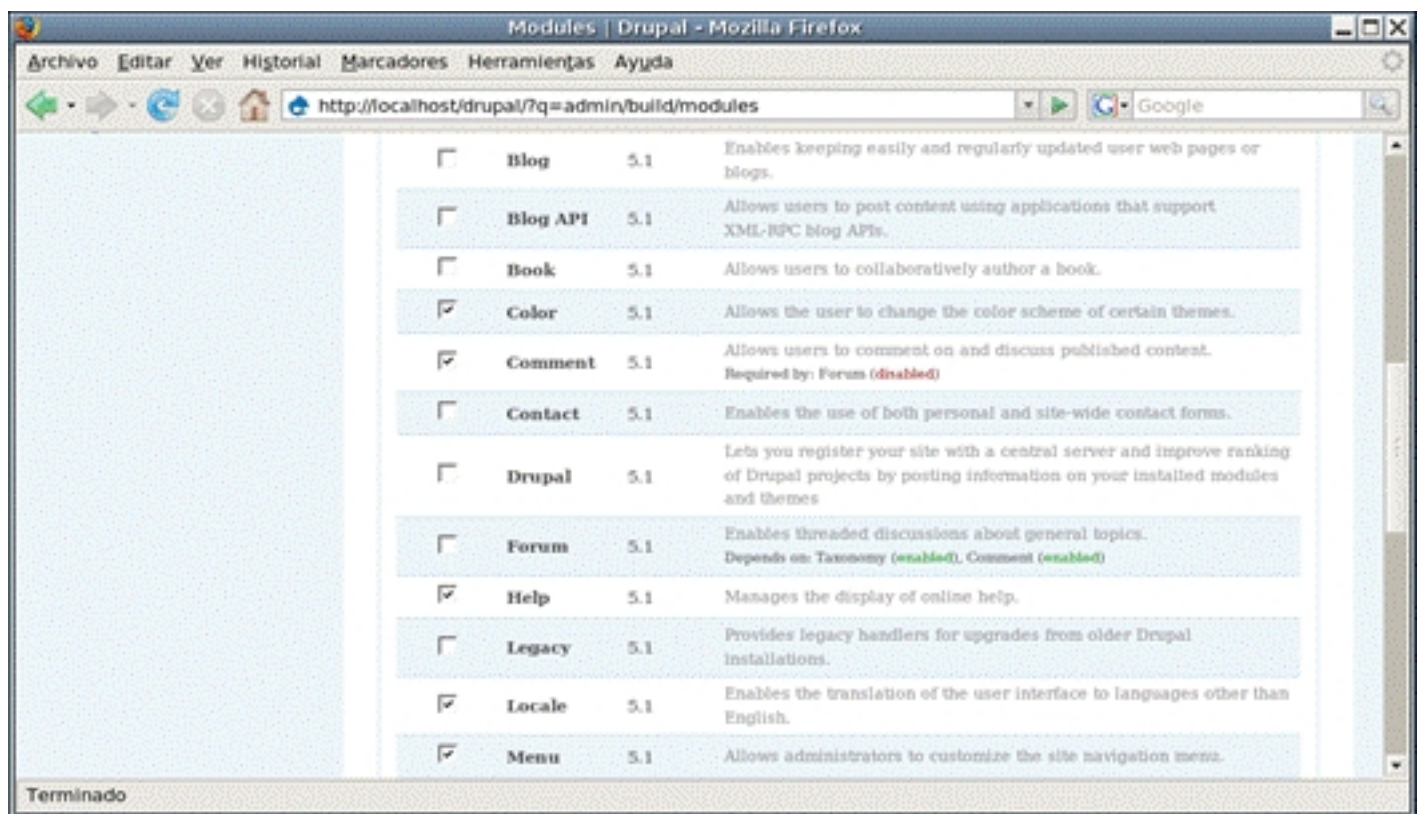 Modules | Drupal - Mozilla Firefox
Archivo Editar Ver Historial Marcadores Herramientas Ayuda
http://localhost/drupal/?q=admin/build/modules
G Google
Blog 5.1 Enables keeping easily and regularly updated user web pages or
blogs.
Blog API 5.1 Allows users to post content using applications that support
XML-RPC blog APIs.
Book 5.1 Allows users to collaboratively author a book.
Color 5.1 Allows the user to change the color scheme of certain themes.
Comment 5.1 Allows users to comment on and discuss published content.
Required by: Forum (disabled)
Contact 5.1 Enables the use of both personal and site-wide contact forms.
Drupal 5.1 Lets you register your site with a central server and improve ranking
of Drupal projects by posting information on your installed modules
and themes
Forum 5.1 Enables threaded discussions about general topics.
Depends on: Taxonomy (enabled), Comment (enabled)
Help 5.1 Manages the display of online help.
Legacy 5.1 Provides legacy handlers for upgrades from older Drupal
installations.
Locale 5.1 Enables the translation of the user interface to languages other than
English.
Menu 5.1 Allows administrators to customize the site navigation menu.
Terminado